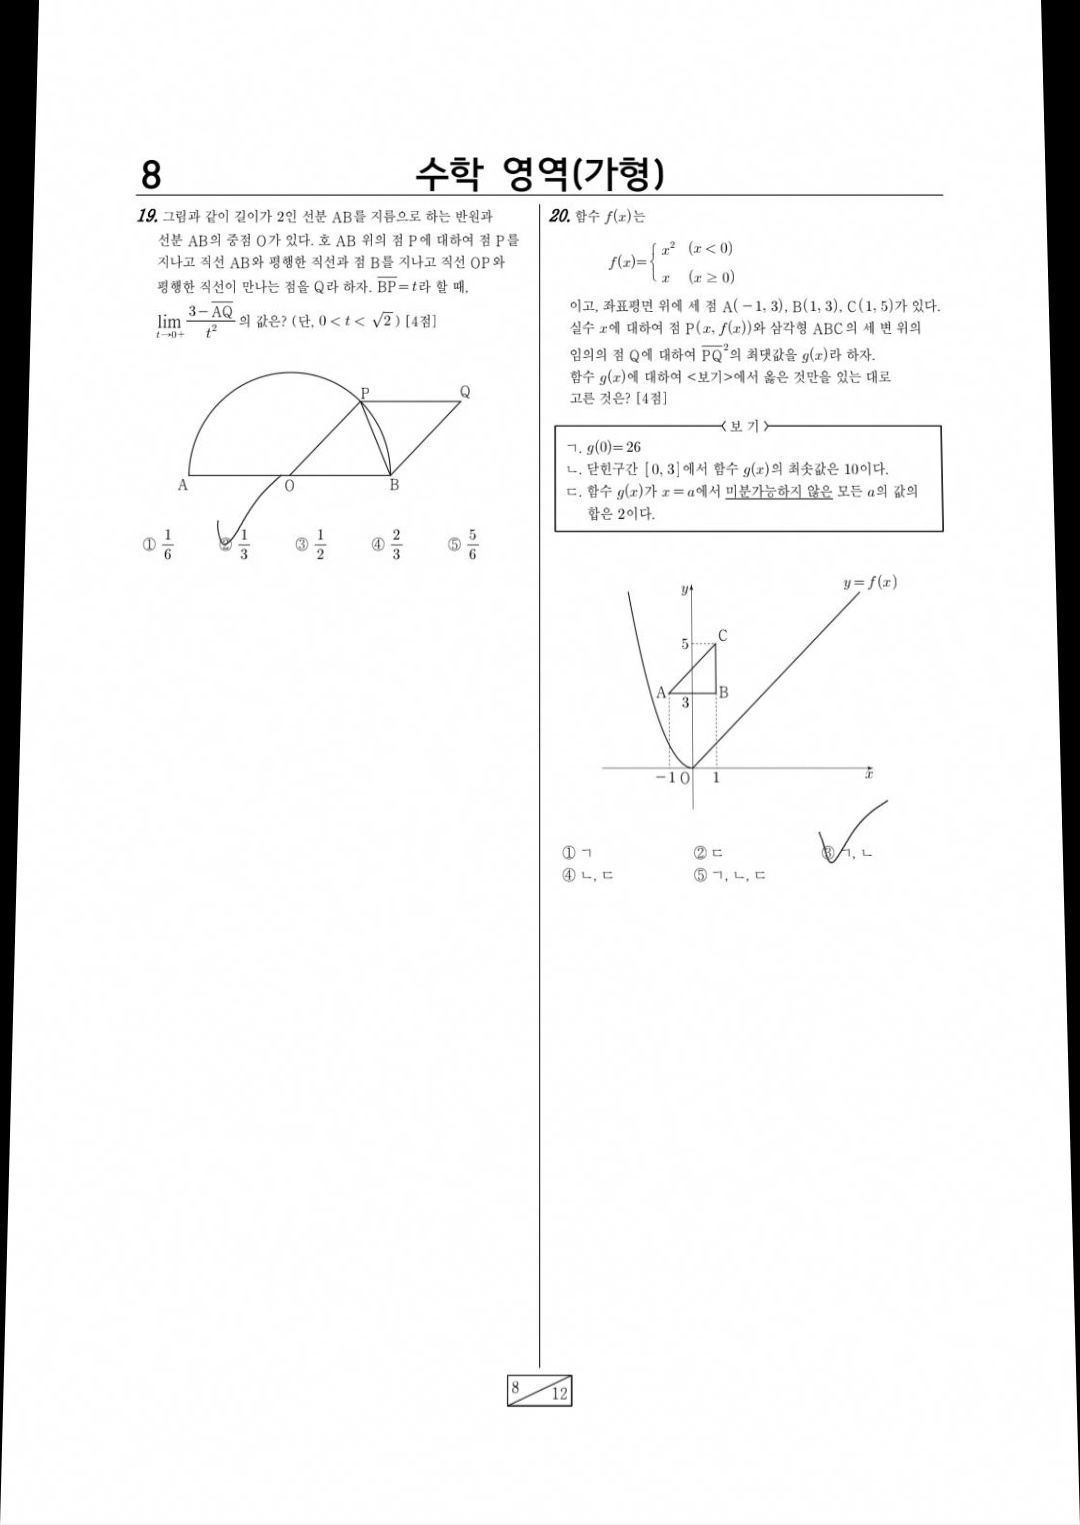 8
수학 영역(가형)
19. 그림과 같이 길이가 2인 선분 AB를 지름으로 하는 반원과
선분 AB의 중점 O가 있다. 호 AB 위의 점 P에 대하여 점 P를
지나고 직선 AB와 평행한 직선과 점 B를 지나고 직선 OP와
평행한 직선이 만나는 점을 Q라 하자. \overline{BP}=t라 할 때,
\lim_{t→0+} \frac{3-\overline{AQ}}{t^2}의 값은? (단, 0<t<√2) [4점]
P
Q
A
O
B
① 1/6 ② 1/3 ③ 1/2 ④ 2/3 ⑤ 5/6
20. 함수 f(x)는
f(x)={ x² (x<0)
x (x≥0)
이고, 좌표평면 위에 세 점 A(-1, 3), B(1, 3), C(1, 5)가 있다.
실수 x에 대하여 점 P(x, f(x))와 삼각형 ABC의 세 변 위의
임의의 점 Q에 대하여 \overline{PQ}²의 최댓값을 g(x)라 하자.
함수 g(x)에 대하여 <보기>에서 옳은 것만을 있는 대로
고른 것은? [4점]
<보 기>
ㄱ. g(0)=26
ㄴ. 닫힌구간 [0, 3]에서 함수 g(x)의 최솟값은 10이다.
ㄷ. 함수 g(x)가 x=a에서 미분가능하지 않은 모든 a의 값의
합은 2이다.
y
y=f(x)
5
C
A
3
B
-1 O 1
x
① ㄱ ② ㄷ ③ ㄱ, ㄴ
④ ㄴ, ㄷ ⑤ ㄱ, ㄴ, ㄷ
8
12